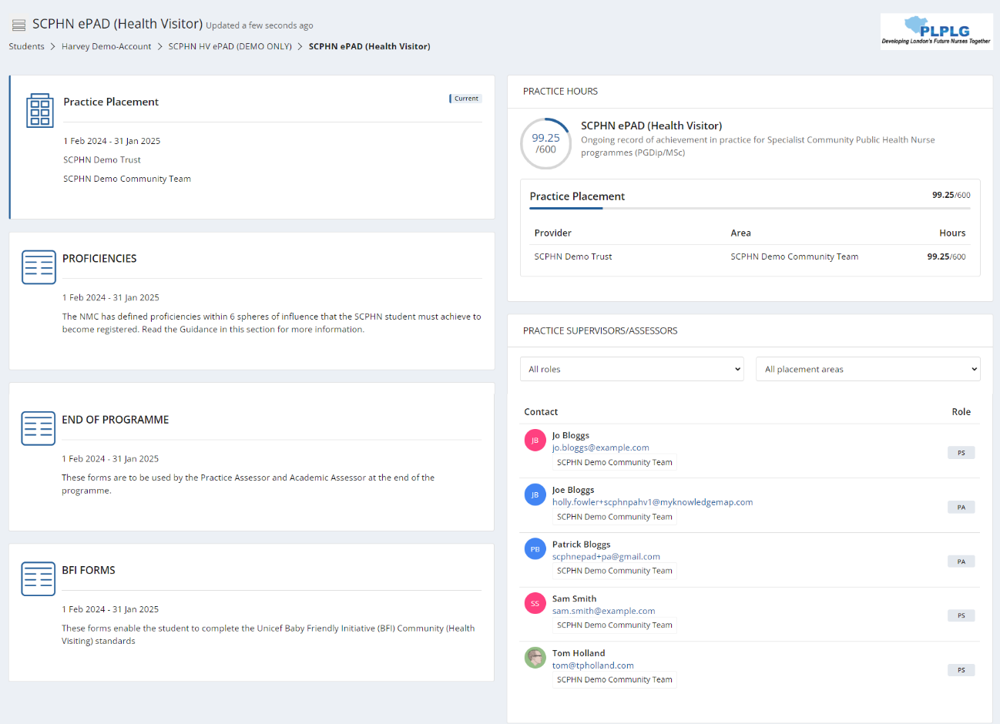 SCPHN ePAD (Health Visitor) Updated a few seconds ago
Students > Harvey Demo-Account > SCPHN HV ePAD (DEMO ONLY) > SCPHN ePAD (Health Visitor)
PLPLG
Developing London's Future Nurses Together
Practice Placement
Current
1 Feb 2024 - 31 Jan 2025
SCPHN Demo Trust
SCPHN Demo Community Team
PROFICIENCIES
1 Feb 2024 - 31 Jan 2025
The NMC has defined proficiencies within 6 spheres of influence that the SCPHN student must achieve to
become registered. Read the Guidance in this section for more information.
END OF PROGRAMME
1 Feb 2024 - 31 Jan 2025
These forms are to be used by the Practice Assessor and Academic Assessor at the end of the
programme.
BFI FORMS
1 Feb 2024 - 31 Jan 2025
These forms enable the student to complete the Unicef Baby Friendly Initiative (BFI) Community (Health
Visiting) standards
PRACTICE HOURS
99.25
/600
SCPHN ePAD (Health Visitor)
Ongoing record of achievement in practice for Specialist Community Public Health Nurse
programmes (PGDip/MSc)
Practice Placement 99.25/600
Provider Area Hours
SCPHN Demo Trust SCPHN Demo Community Team 99.25/600
PRACTICE SUPERVISORS/ASSESSORS
All roles All placement areas
Contact Role
JB Jo Bloggs
jo.bloggs@example.com
PS
SCPHN Demo Community Team
JB Joe Bloggs
holly.fowler+scphnpahv1@myknowledgemap.com
PA
SCPHN Demo Community Team
PB Patrick Bloggs
scphnepad+pa@gmail.com
PA
SCPHN Demo Community Team
SS Sam Smith
sam.smith@example.com
PS
SCPHN Demo Community Team
Tom Holland
tom@tpholland.com
PS
SCPHN Demo Community Team